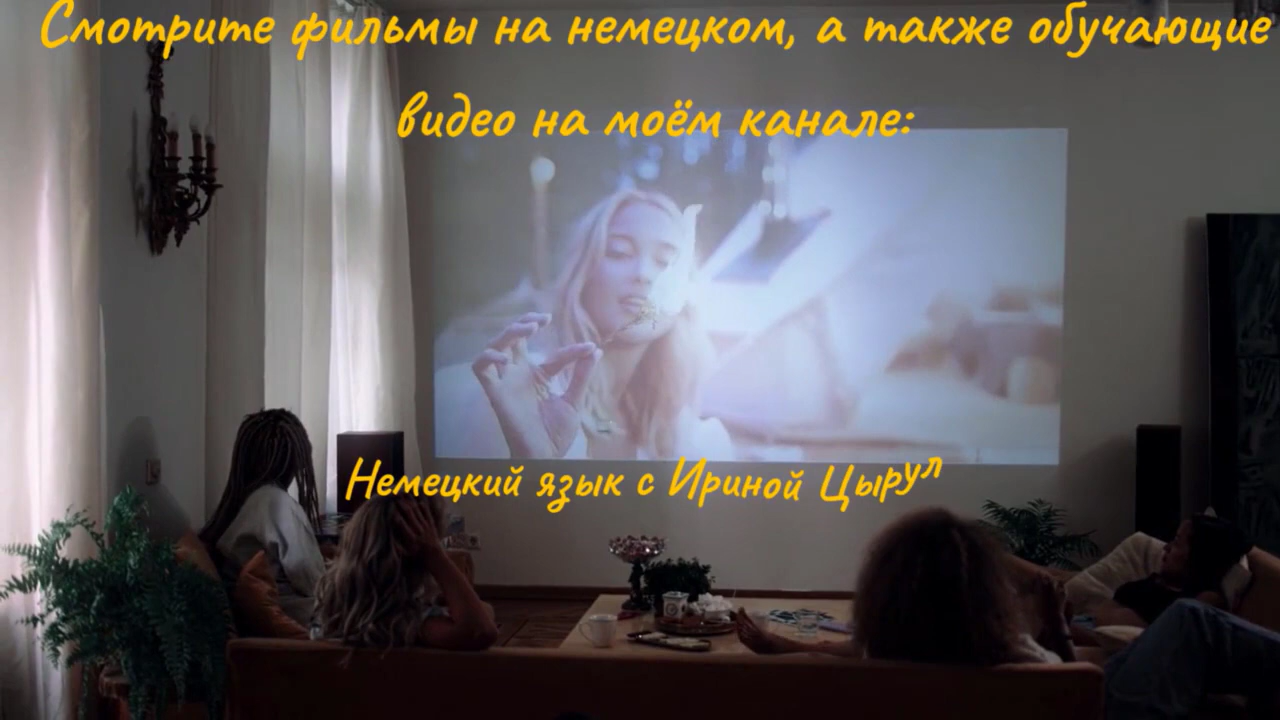 Смотрите фильмы на немецком, а также обучающие
видео на моём канале:
Немецкий язык с Ириной Цырул